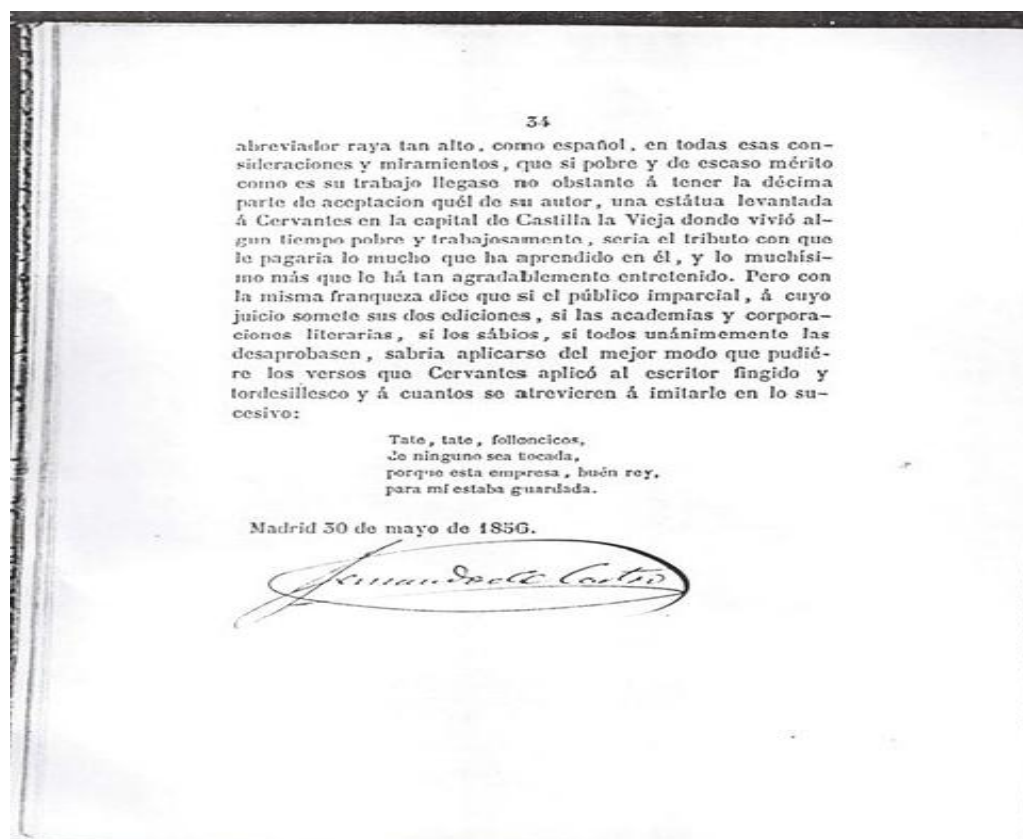 34
abreviador raya tan alto, como español, en todas esas con-
sideraciones y miramientos, que si pobre y de escaso mérito
como es su trabajo llegase no obstante á tener la décima
parte de aceptacion quél de su autor, una estátua levantada
á Cervantes en la capital de Castilla la Vieja donde vivió al-
gun tiempo pobre y trabajosamente, seria el tributo con que
le pagaria lo mucho que ha aprendido en él, y lo muchísi-
mo más que le há tan agradablemente entretenido. Pero con
la misma franqueza dice que si el público imparcial, á cuyo
juicio somete sus dos ediciones, si las academias y corpora-
ciones literarias, si los sábios, si todos unánimemente las
desaprobasen, sabria aplicarse del mejor modo que pudié-
re los versos que Cervantes aplicó al escritor fingido y
tordesillesco y á cuantos se atrevieren á imitarle en lo su-
cesivo:
Tate, tate, folloncicos,
de ninguno sea tocada,
porque esta empresa, buén rey,
para mí estaba guardada.
Madrid 30 de mayo de 1856.
Fernando de Castro